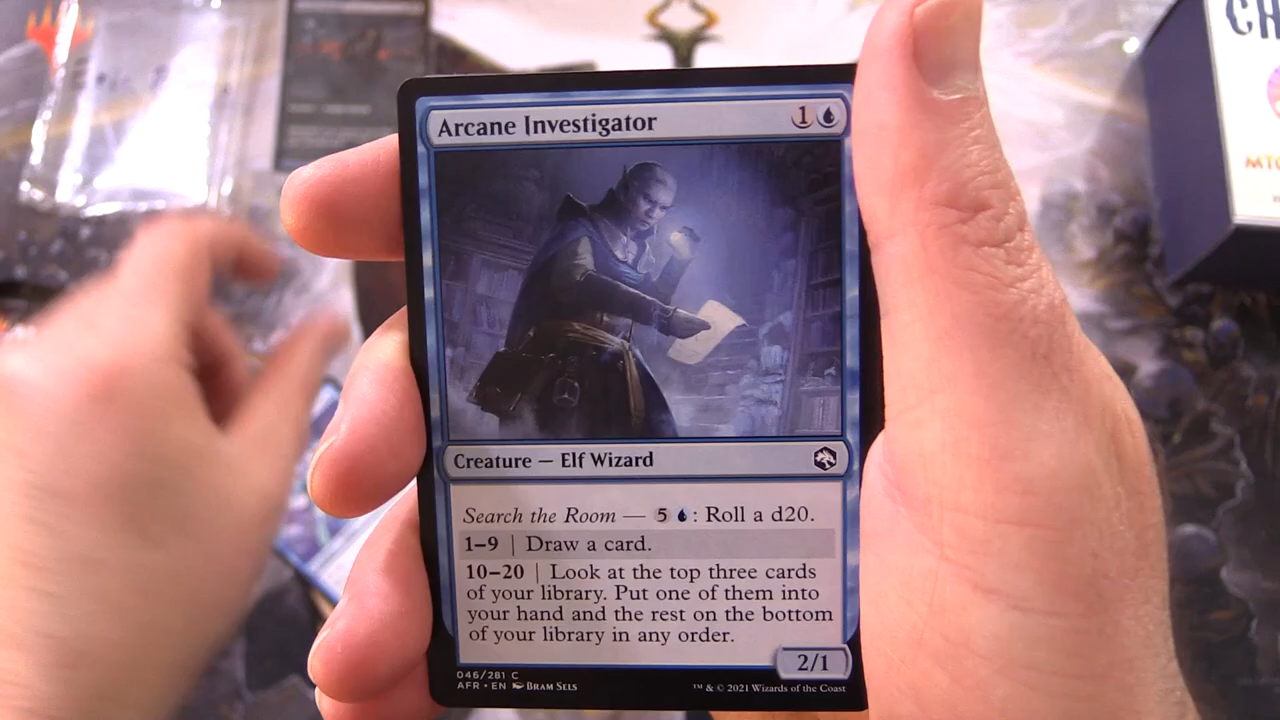 Arcane Investigator 1
Creature — Elf Wizard
Search the Room — 5 : Roll a d20.
1–9 | Draw a card.
10–20 | Look at the top three cards
of your library. Put one of them into
your hand and the rest on the bottom
of your library in any order.
2/1
046/281 C
AFR • EN Bram Sels
™ & © 2021 Wizards of the Coast
CH
MTG